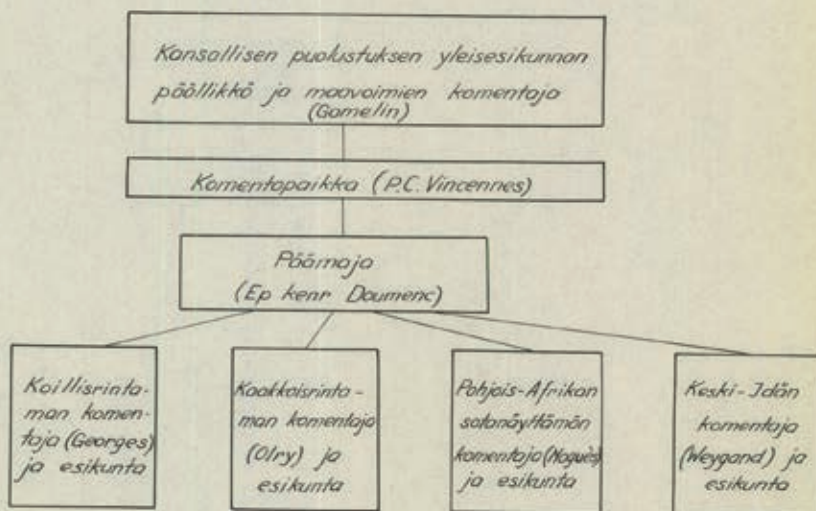 Kansallisen puolustuksen yleisesikunnan
päällikkö ja maavoimien komentaja
(Gamelin)
Komentopaikka (P.C. Vincennes)
Päämaja
(Ep kenr Doumenc)
Koillisrinta-
man komen-
taja (Georges)
ja esikunta
Kaakkoisrinta-
man komentaja
(Olry) ja
esikunta
Pohjois-Afrikan
sotanäyttämön
komentaja (Noguès)
ja esikunta
Keski-Idän
komentaja
(Weygand) ja
esikunta